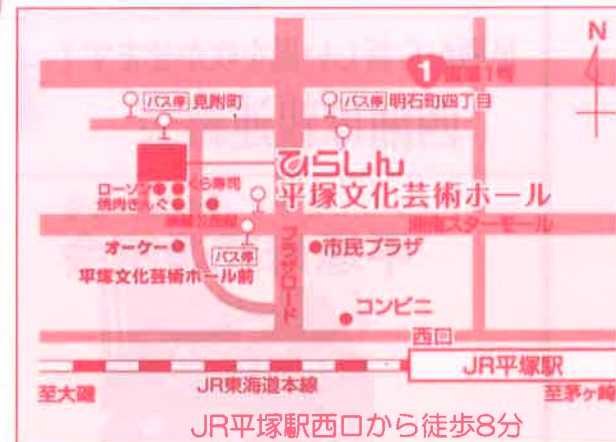 N
1 国道1号
バス停 見附町
バス停 明石町四丁目
ひらしん
平塚文化芸術ホール
ローソン
くら寿司
焼肉きんぐ
湘南スターモール
オーケー
バス停
平塚文化芸術ホール前
プラザロード
市民プラザ
コンビニ
西口
JR平塚駅
至大磯
JR東海道本線
至茅ヶ崎
JR平塚駅西口から徒歩8分